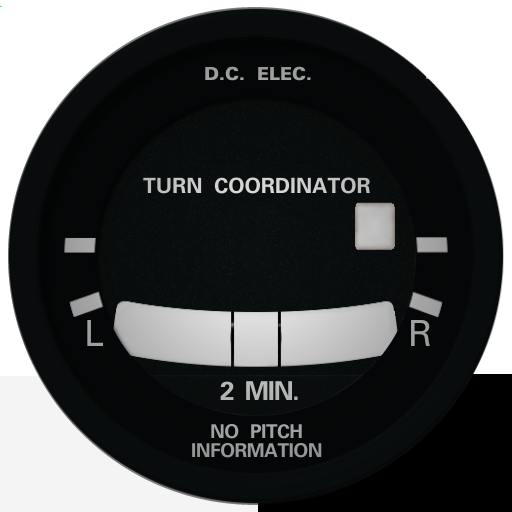 D.C. ELEC.
TURN COORDINATOR
L R
2 MIN.
NO PITCH
INFORMATION